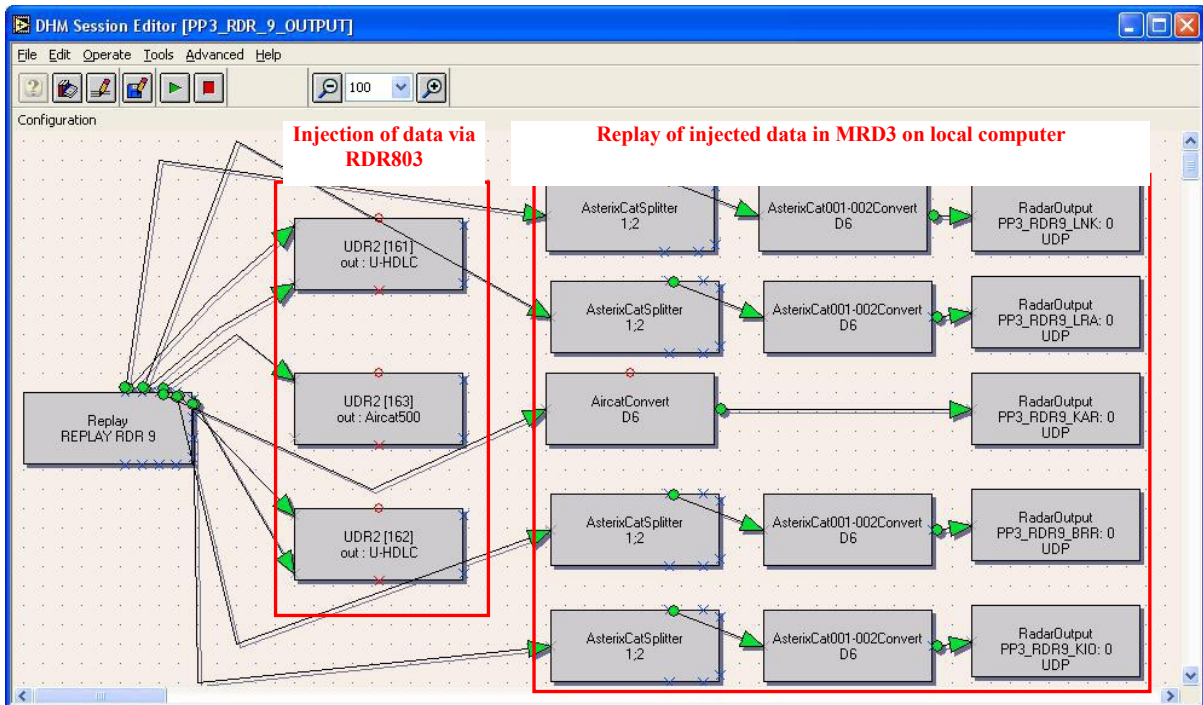 DHM Session Editor [PP3_RDR_9_OUTPUT]
File Edit Operate Tools Advanced Help
100
Configuration
Injection of data via
RDR803
Replay of injected data in MRD3 on local computer
UDR2 [161]
out : U-HDLC
AsterixCatSplitter
1;2
AsterixCat001-002Convert
D6
RadarOutput
PP3_RDR9_LNK: 0
UDP
AsterixCatSplitter
1;2
AsterixCat001-002Convert
D6
RadarOutput
PP3_RDR9_LRA: 0
UDP
Replay
REPLAY RDR 9
UDR2 [163]
out : Aircat500
AircatConvert
D6
RadarOutput
PP3_RDR9_KAR: 0
UDP
UDR2 [162]
out : U-HDLC
AsterixCatSplitter
1;2
AsterixCat001-002Convert
D6
RadarOutput
PP3_RDR9_BRR: 0
UDP
AsterixCatSplitter
1;2
AsterixCat001-002Convert
D6
RadarOutput
PP3_RDR9_KIO: 0
UDP